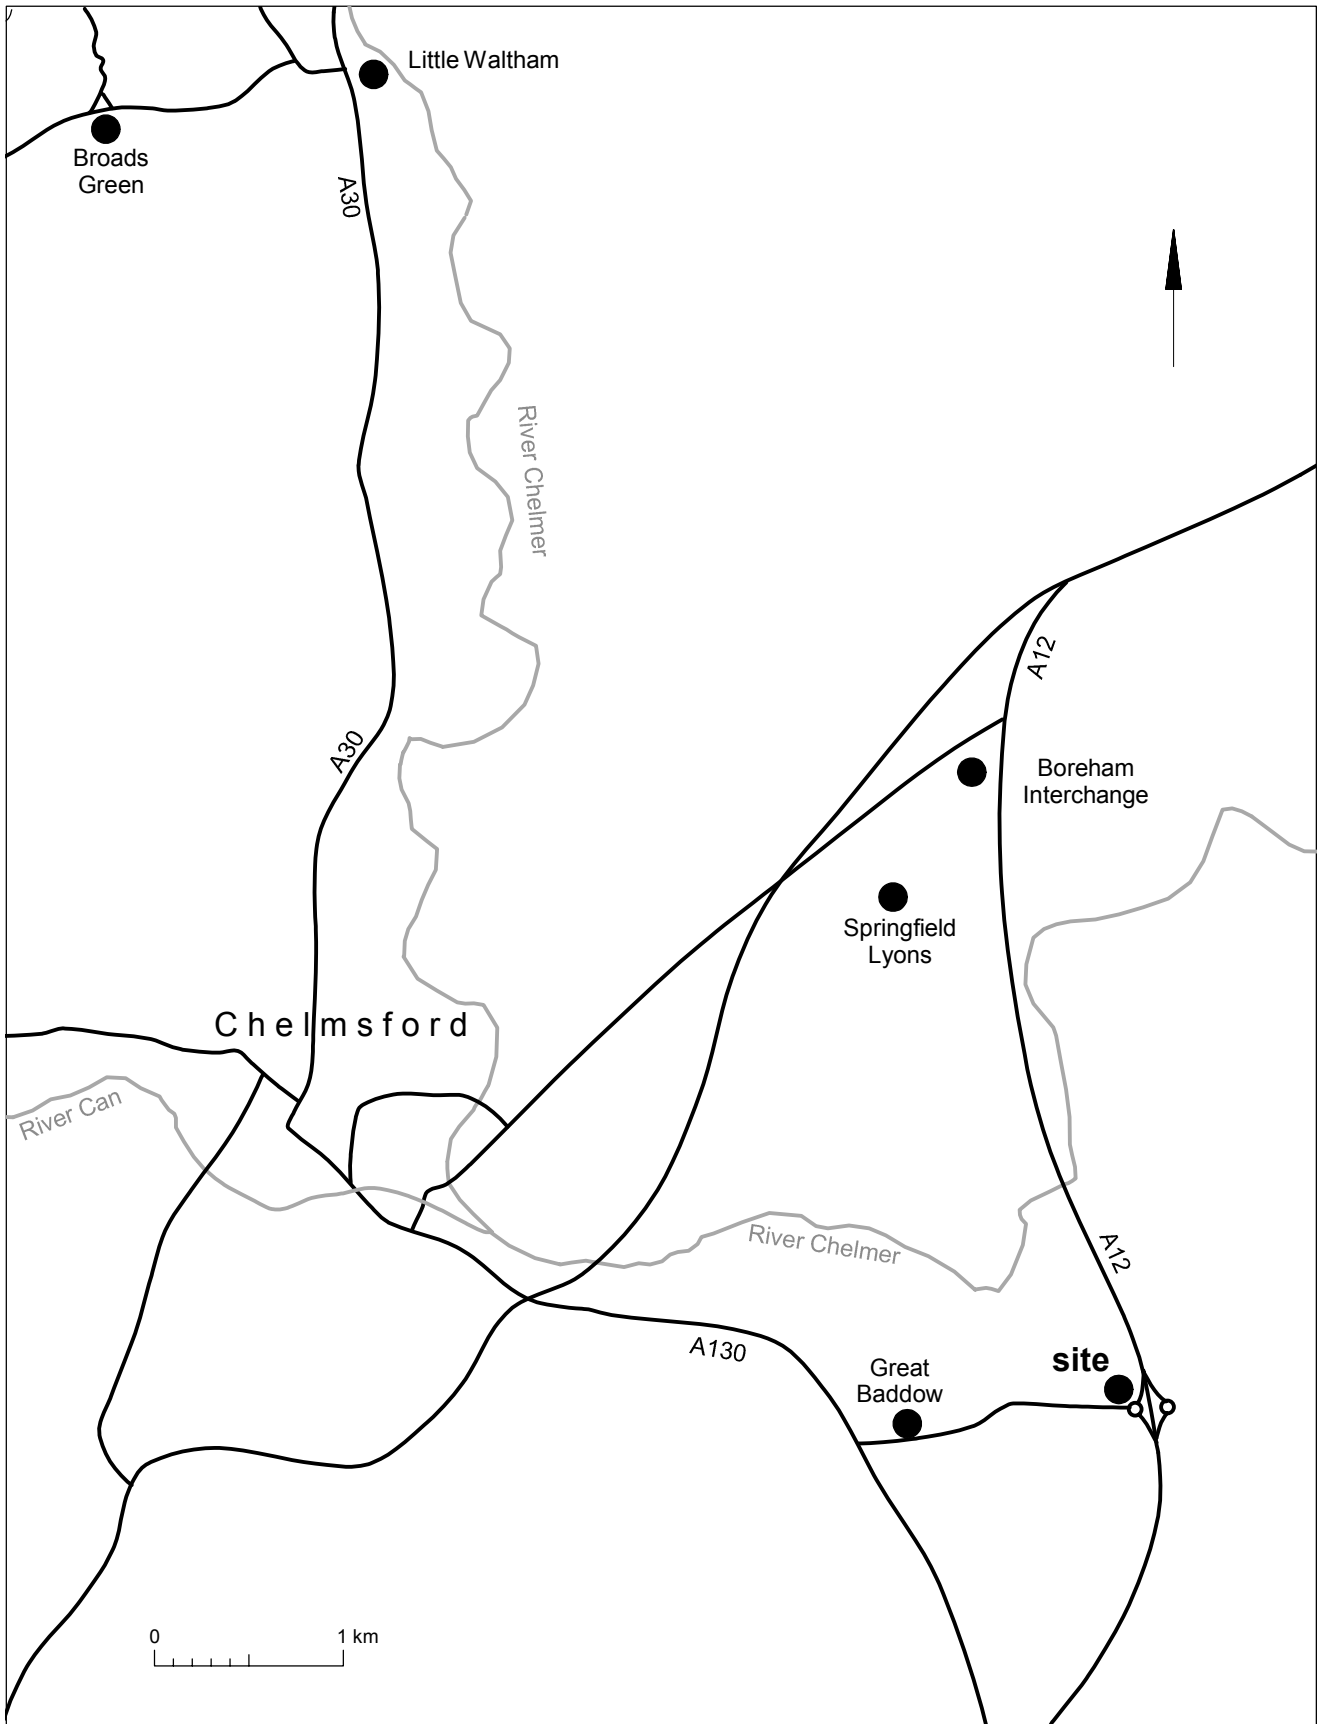 Little Waltham
Broads
Green
A30
River Chelmer
A12
A30
Boreham
Interchange
Springfield
Lyons
Chelmsford
River Can
River Chelmer
A12
A130
Great
Baddow
site
0 1 km